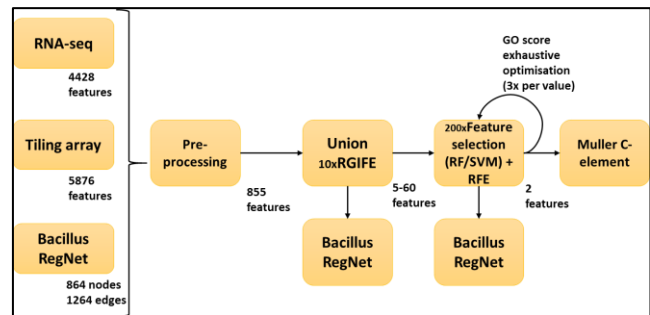 RNA-seq
4428
features
Tiling array
5876
features
Bacillus
RegNet
864 nodes
1264 edges
Pre-
processing
855
features
Union
10xRGIFE
Bacillus
RegNet
5-60
features
GO score
exhaustive
optimisation
(3x per value)
200xFeature
selection
(RF/SVM) +
RFE
Bacillus
RegNet
2
features
Muller C-
element